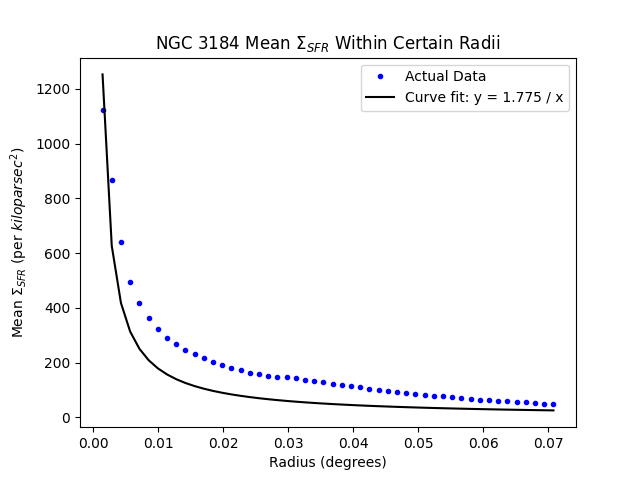 NGC 3184 Mean Σ_SFR Within Certain Radii
Actual Data
Curve fit: y = 1.775 / x
Mean Σ_SFR (per kiloparsec²)
1200
1000
800
600
400
200
0
0.00 0.01 0.02 0.03 0.04 0.05 0.06 0.07
Radius (degrees)